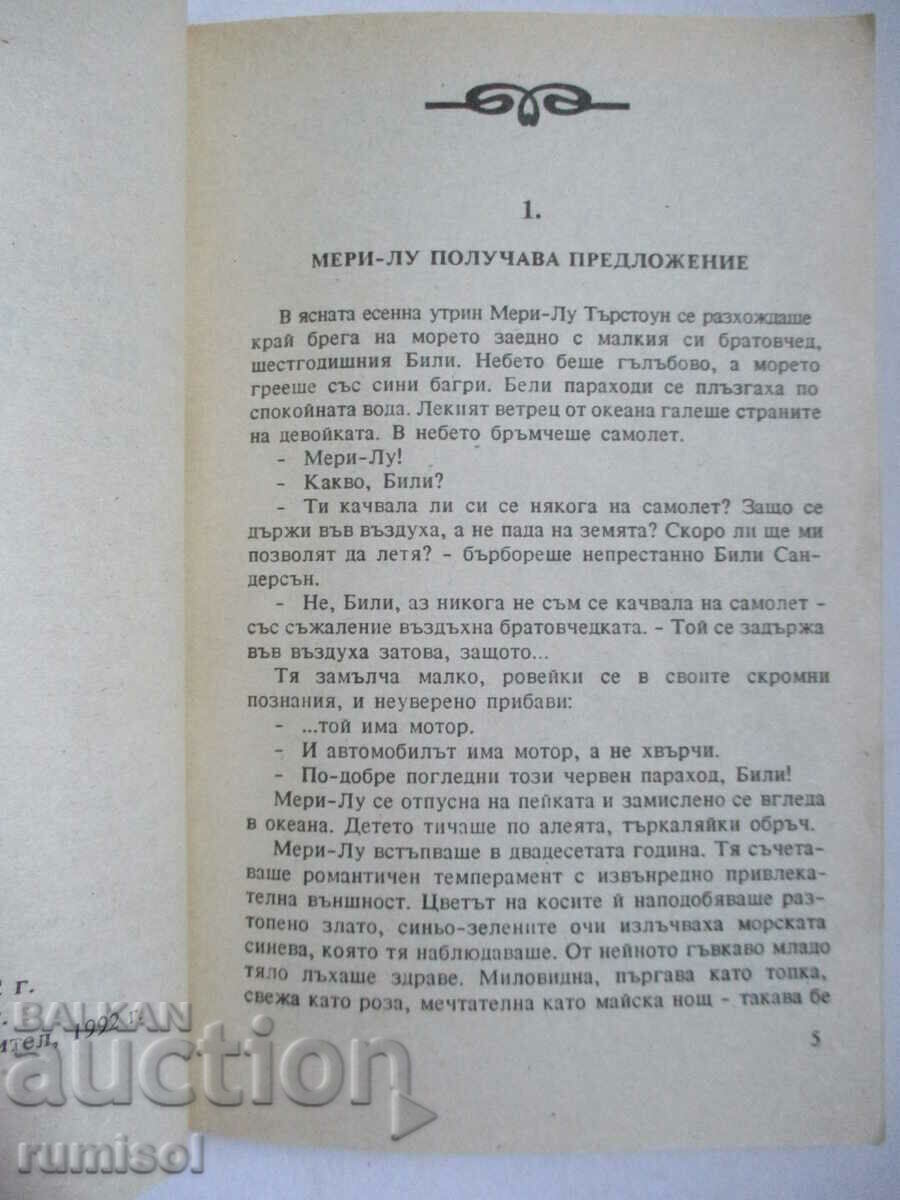 1.
МЕРИ-ЛУ ПОЛУЧАВА ПРЕДЛОЖЕНИЕ
В ясната есенна утрин Мери-Лу Търстоун се разхождаше
край брега на морето заедно с малкия си братовчед,
шестгодишния Били. Небето беше гълъбово, а морето
грееше със сини багри. Бели параходи се плъзгаха по
спокойната вода. Лекият ветрец от океана галеше страните
на девойката. В небето бръмчеше самолет.
- Мери-Лу!
- Какво, Били?
- Ти качвала ли си се някога на самолет? Защо се
държи във въздуха, а не пада на земята? Скоро ли ще ми
позволят да летя? - бърбореше непрестанно Били Сан-
дерсън.
- Не, Били, аз никога не съм се качвала на самолет -
със съжаление въздъхна братовчедката. - Той се задържа
във въздуха затова, защото...
Тя замълча малко, ровейки се в своите скромни
познания, и неуверено прибави:
- ...той има мотор.
- И автомобилът има мотор, а не хвърчи.
- По-добре погледни този червен параход, Били!
Мери-Лу се отпусна на пейката и замислено се вгледа
в океана. Детето тичаше по алеята, търкаляйки обръч.
Мери-Лу встъпваше в двадесетата година. Тя съчета-
ваше романтичен темперамент с извънредно привлека-
телна външност. Цветът на косите й наподобяваше раз-
топено злато, синьо-зелените очи излъчваха морската
синева, която тя наблюдаваше. От нейното гъвкаво младо
тяло лъхаше здраве. Миловидна, пъргава като топка,
свежа като роза, мечтателна като майска нощ - такава бе
5
2 г.
г.
ител, 1992 г.
BALKAN
auction
rumisol